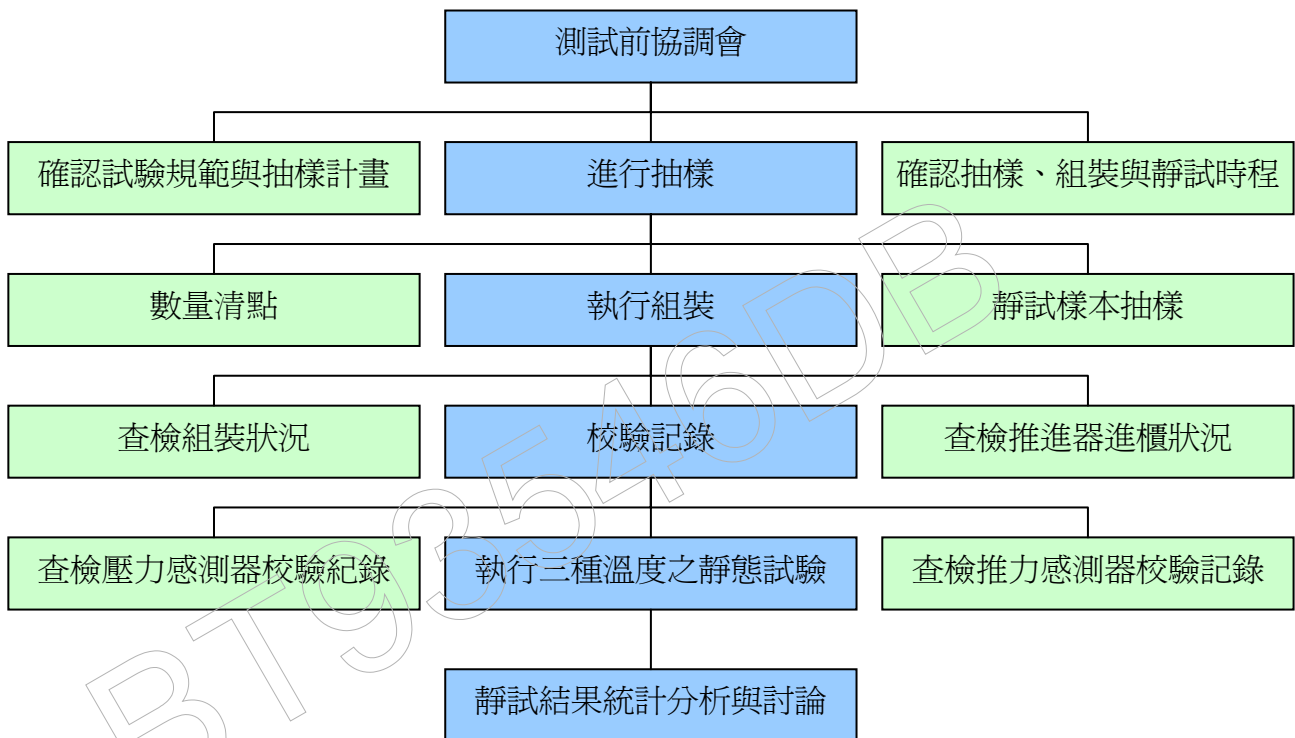 測試前協調會
確認試驗規範與抽樣計畫
進行抽樣
確認抽樣、組裝與靜試時程
數量清點
執行組裝
靜試樣本抽樣
查檢組裝狀況
校驗記錄
查檢推進器進櫃狀況
查檢壓力感測器校驗紀錄
執行三種溫度之靜態試驗
查檢推力感測器校驗記錄
靜試結果統計分析與討論
BT93546DB